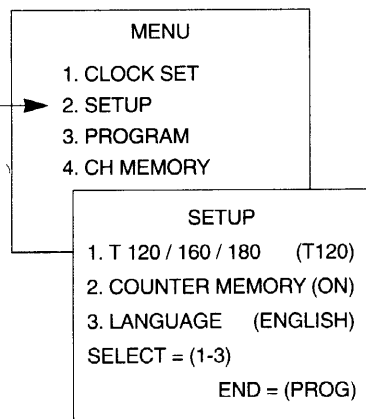 MENU
1. CLOCK SET
2. SETUP
3. PROGRAM
4. CH MEMORY
SETUP
1. T 120 / 160 / 180 (T120)
2. COUNTER MEMORY (ON)
3. LANGUAGE (ENGLISH)
SELECT = (1-3)
END = (PROG)